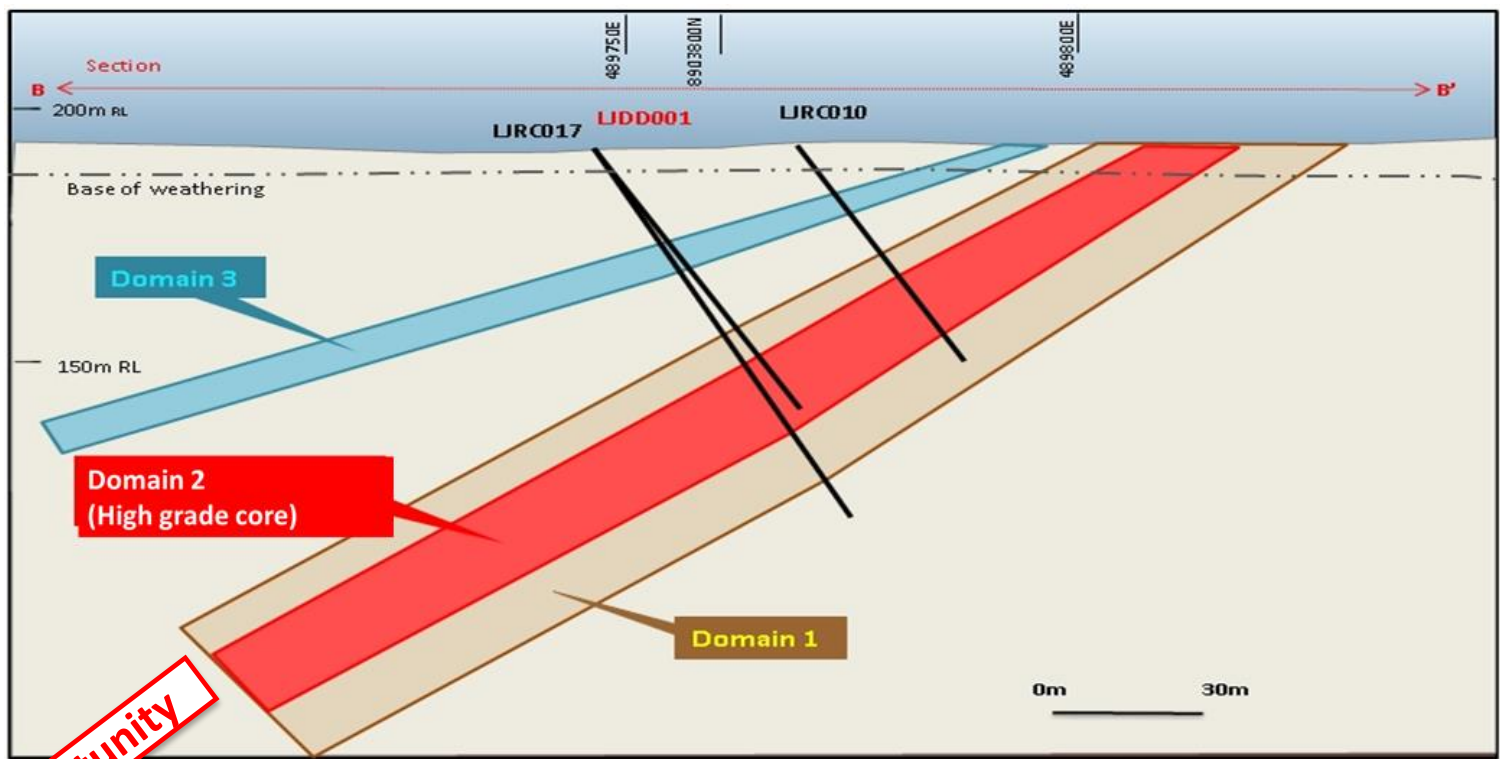 489750E
8903800N
489800E
Section
B
B'
200m RL
LJRC017
LJDD001
LJRC010
Base of weathering
Domain 3
150m RL
Domain 2
(High grade core)
Domain 1
0m
30m